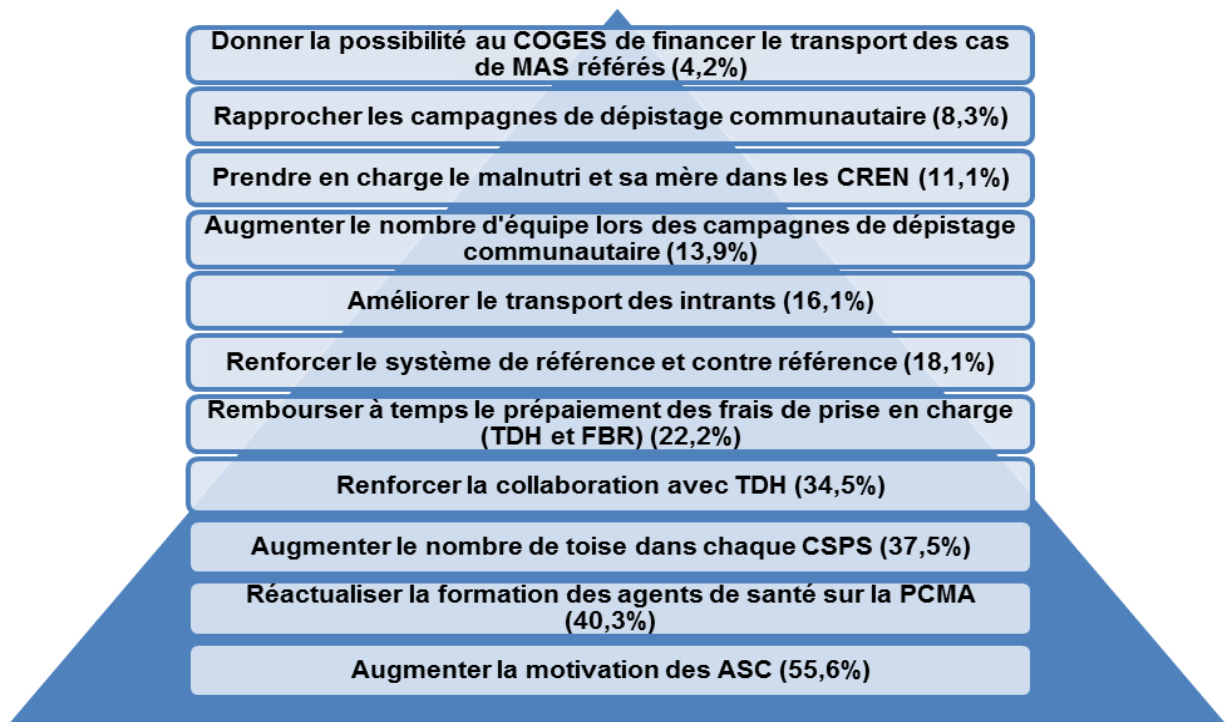 Donner la possibilité au COGES de financer le transport des cas
de MAS référés (4,2%)
Rapprocher les campagnes de dépistage communautaire (8,3%)
Prendre en charge le malnutri et sa mère dans les CREN (11,1%)
Augmenter le nombre d'équipe lors des campagnes de dépistage
communautaire (13,9%)
Améliorer le transport des intrants (16,1%)
Renforcer le système de référence et contre référence (18,1%)
Rembourser à temps le prépaiement des frais de prise en charge
(TDH et FBR) (22,2%)
Renforcer la collaboration avec TDH (34,5%)
Augmenter le nombre de toise dans chaque CSPS (37,5%)
Réactualiser la formation des agents de santé sur la PCMA
(40,3%)
Augmenter la motivation des ASC (55,6%)